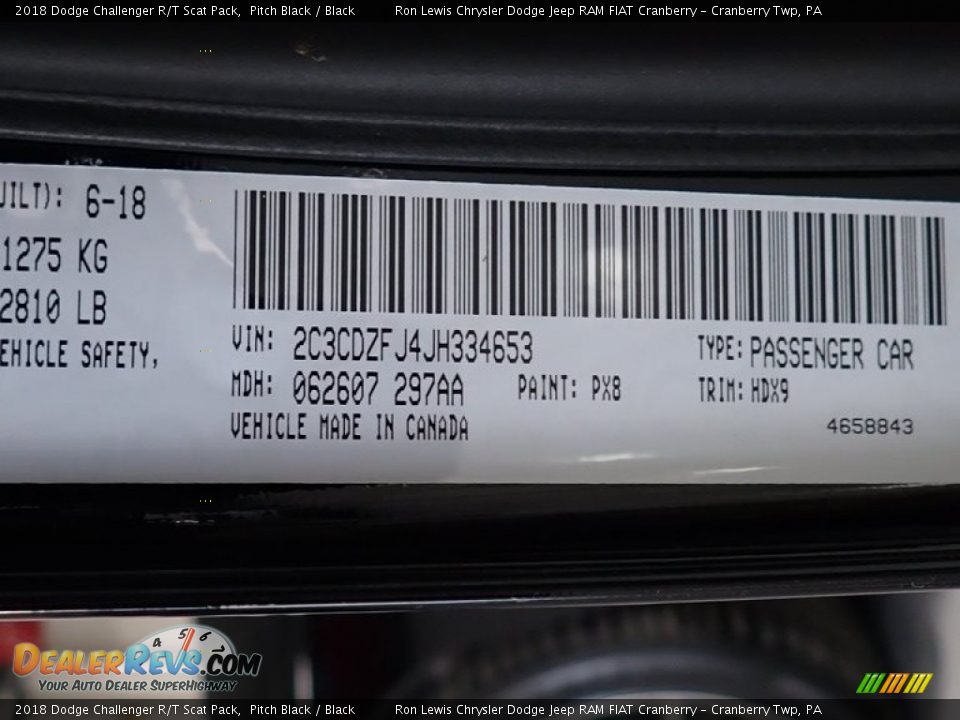 2018 Dodge Challenger R/T Scat Pack, Pitch Black / Black Ron Lewis Chrysler Dodge Jeep RAM FIAT Cranberry - Cranberry Twp, PA
UILT): 6-18
1275 KG
2810 LB
EHICLE SAFETY,
VIN: 2C3CDZFJ4JH334653 TYPE: PASSENGER CAR
MDH: 062607 297AA PAINT: PX8 TRIM: HDX9
VEHICLE MADE IN CANADA 4658843
4 5 6
DEALERREVS.COM
YOUR AUTO DEALER SUPERHIGHWAY
2018 Dodge Challenger R/T Scat Pack, Pitch Black / Black Ron Lewis Chrysler Dodge Jeep RAM FIAT Cranberry - Cranberry Twp, PA